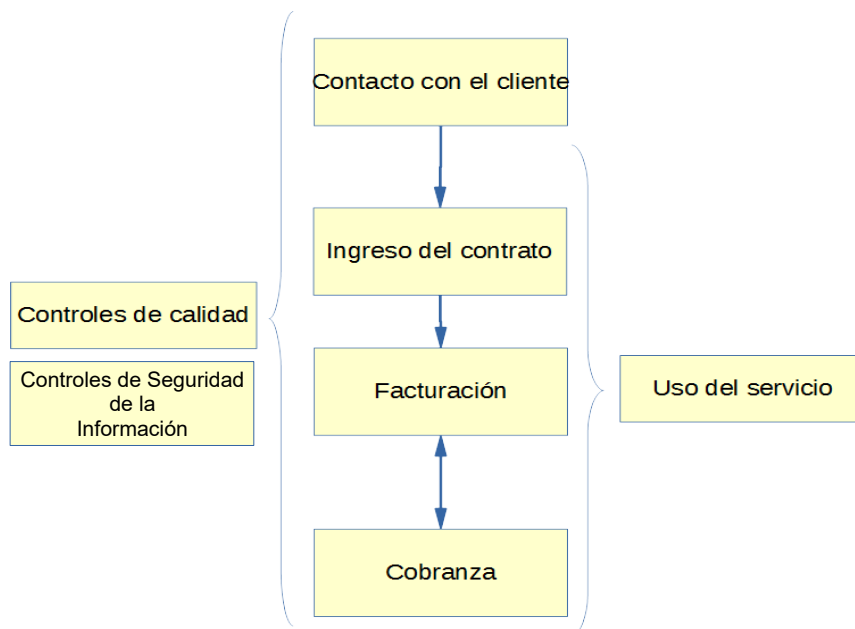 Contacto con el cliente
Ingreso del contrato
Controles de calidad
Controles de Seguridad
de la
Información
Facturación
Uso del servicio
Cobranza